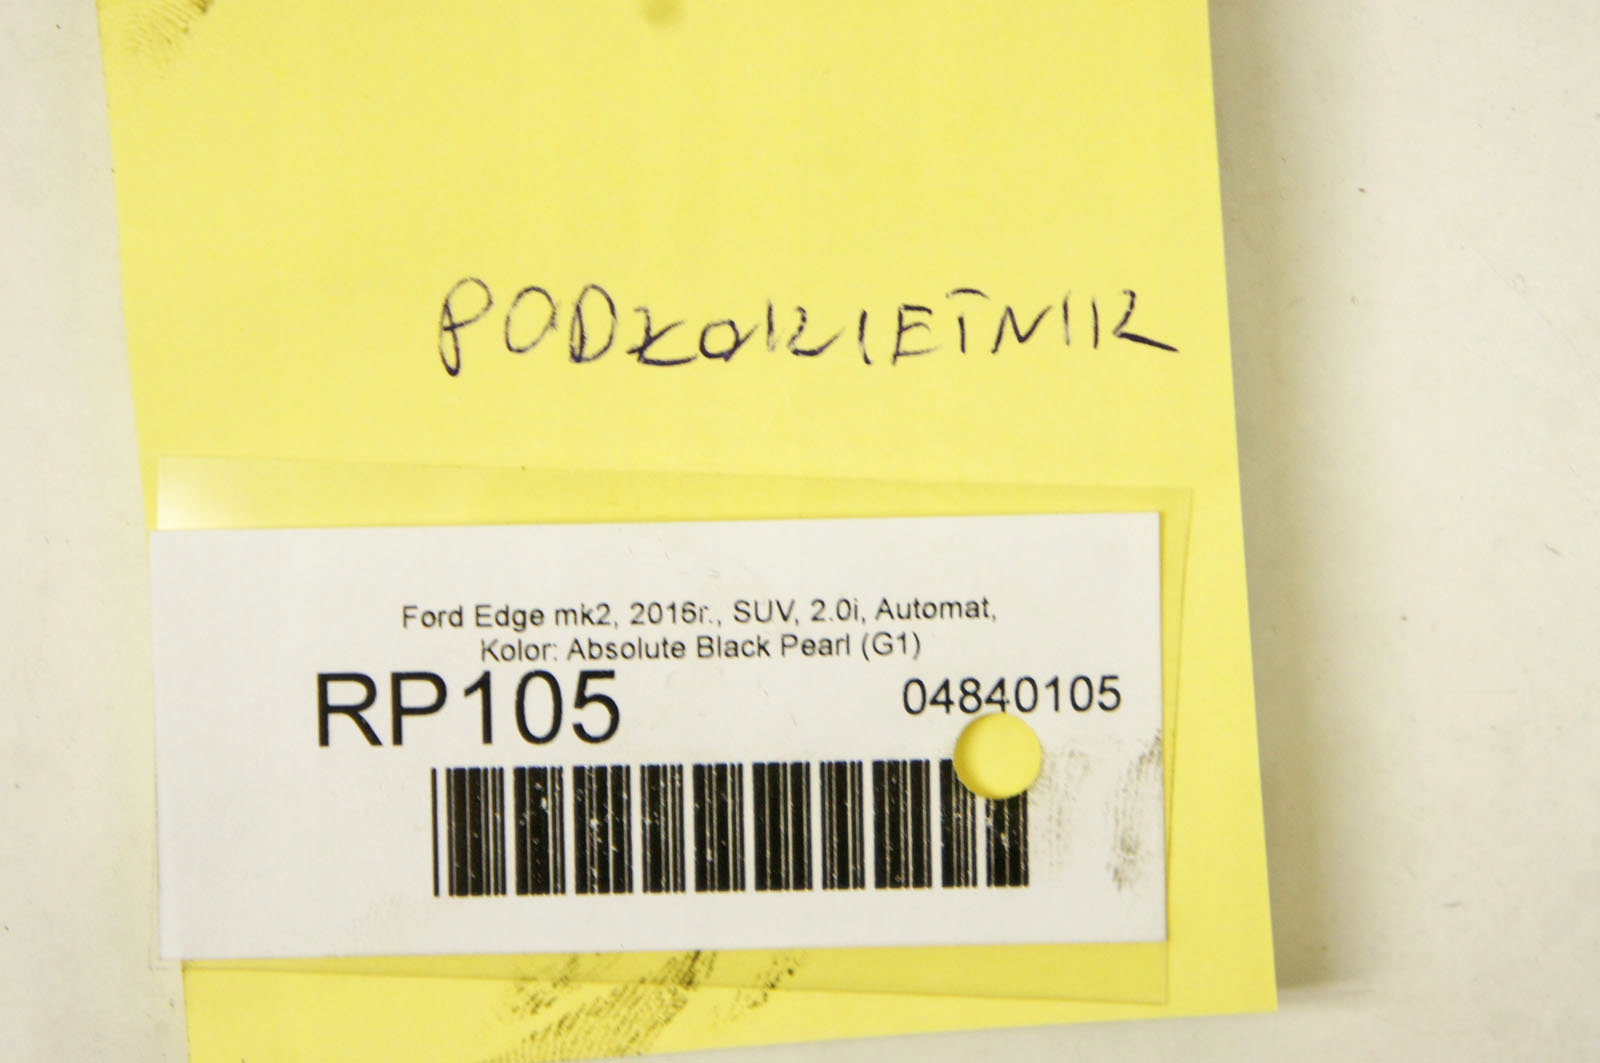 PODŁOKIETNIK
Ford Edge mk2, 2016r., SUV, 2.0i, Automat,
Kolor: Absolute Black Pearl (G1)
RP105 04840105